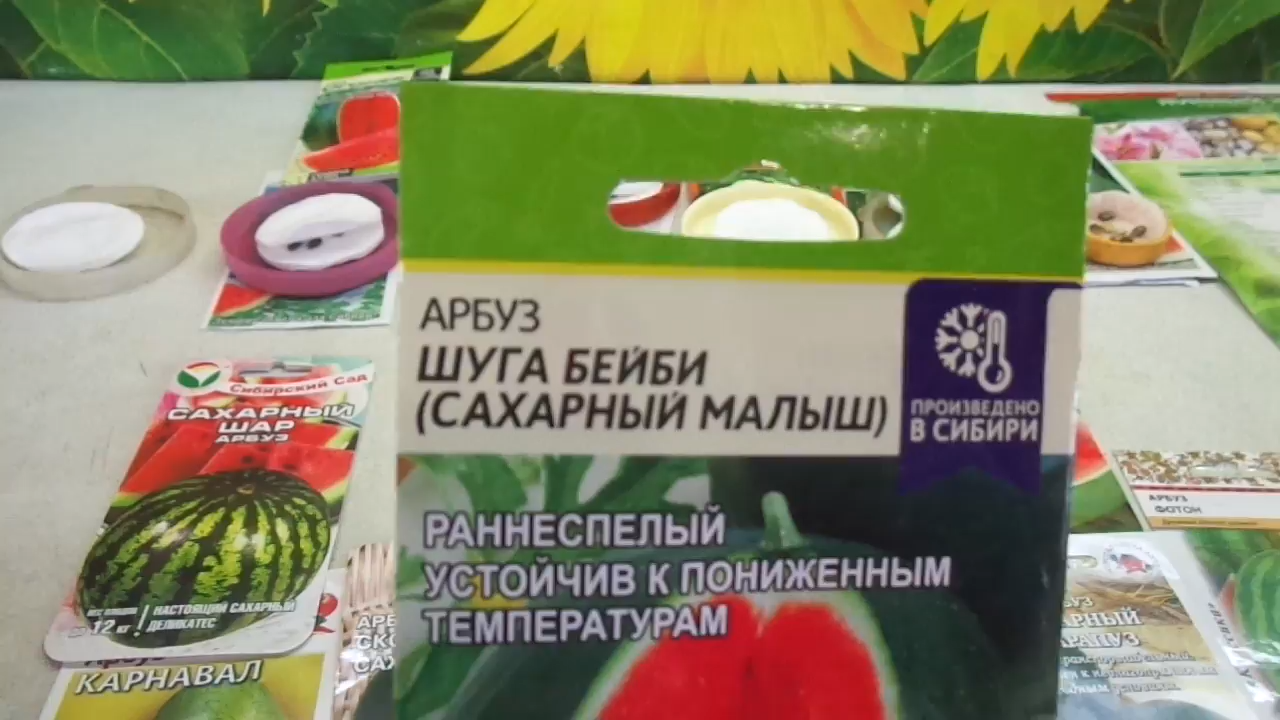 АРБУЗ
ШУГА БЕЙБИ
(САХАРНЫЙ МАЛЫШ)
ПРОИЗВЕДЕНО
В СИБИРИ
РАННЕСПЕЛЫЙ
УСТОЙЧИВ К ПОНИЖЕННЫМ
ТЕМПЕРАТУРАМ
Сибирский Сад
САХАРНЫЙ
ШАР
АРБУЗ
12 кг
НАСТОЯЩИЙ САХАРНЫЙ
ДЕЛИКАТЕС
КАРНАВАЛ
АРБУЗ
ФОТОН